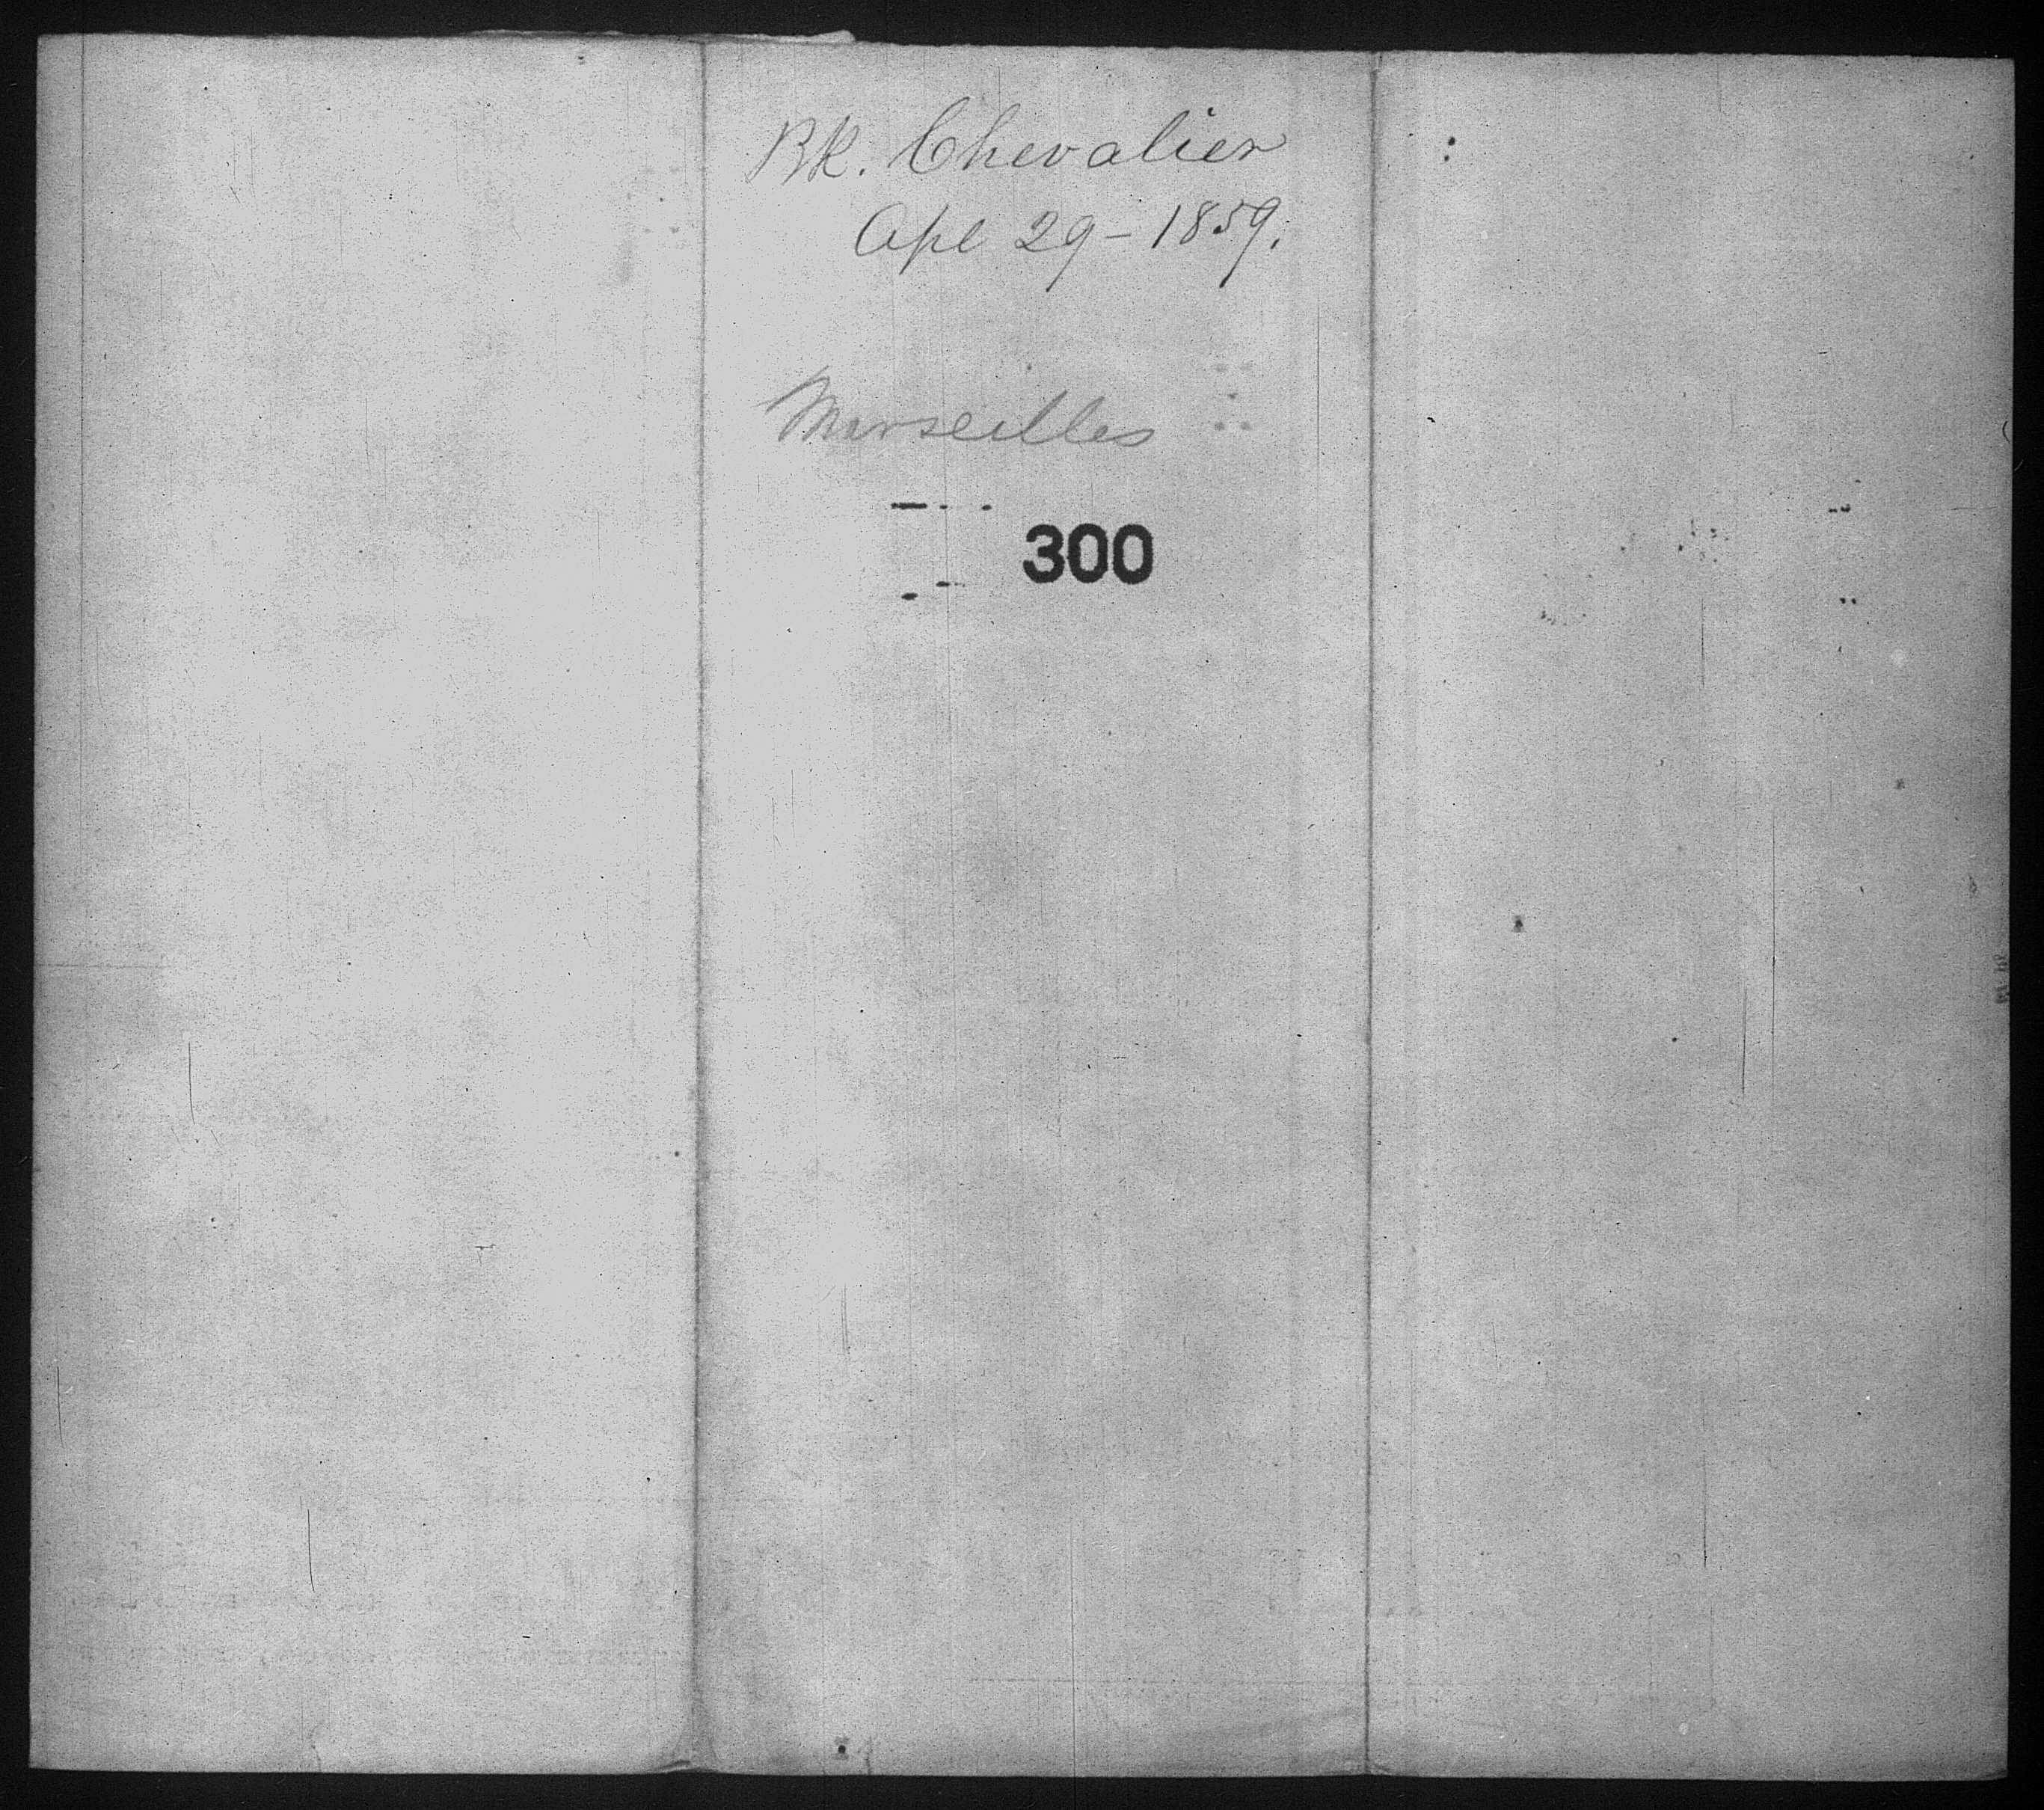 Bk. Chevalier
Apl 29 - 1859.
Marseilles
300